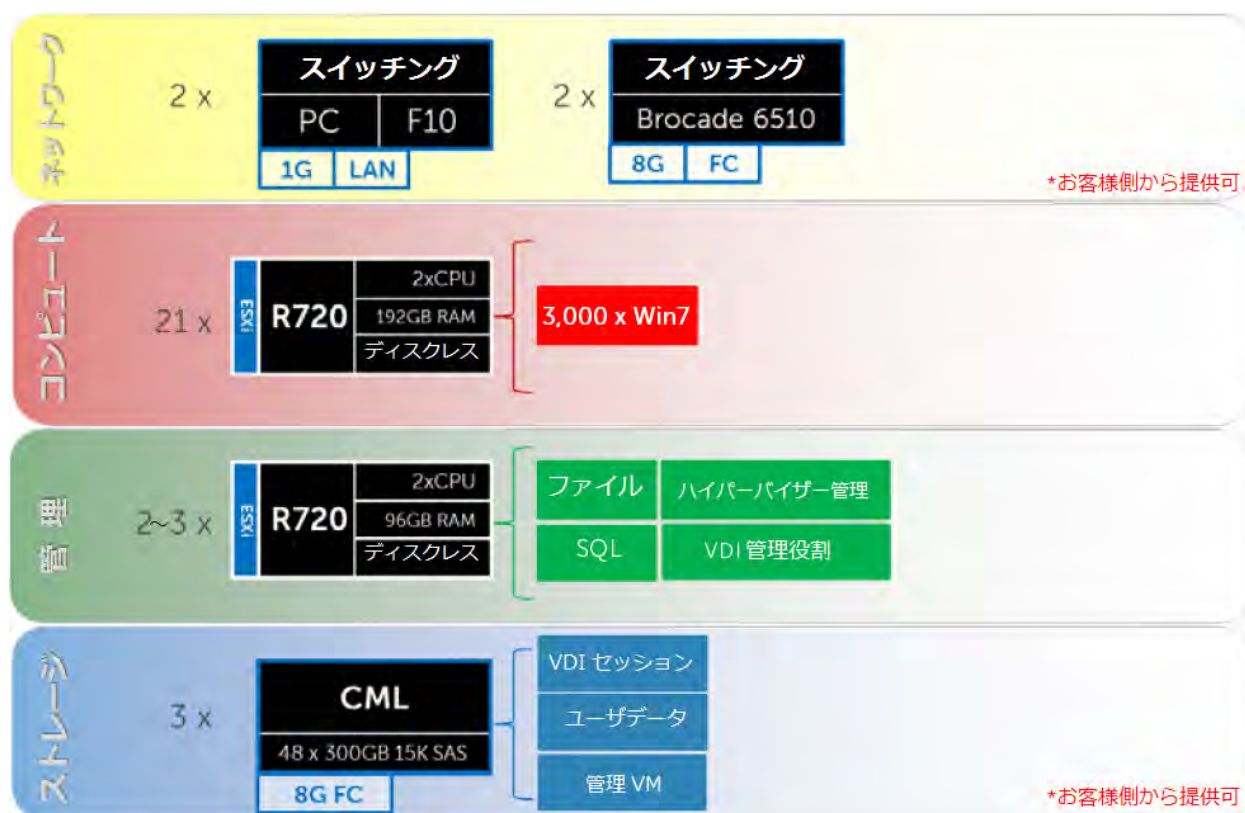 ネットワーク
2 x
スイッチング
PC F10
1G LAN
2 x
スイッチング
Brocade 6510
8G FC
*お客様側から提供可
コンピュート
21 x
ESXi
R720
2xCPU
192GB RAM
ディスクレス
3,000 x Win7
管 理
2~3 x
ESXi
R720
2xCPU
96GB RAM
ディスクレス
ファイル
ハイパーバイザー管理
SQL
VDI 管理役割
ストレージ
3 x
CML
48 x 300GB 15K SAS
8G FC
VDI セッション
ユーザデータ
管理 VM
*お客様側から提供可